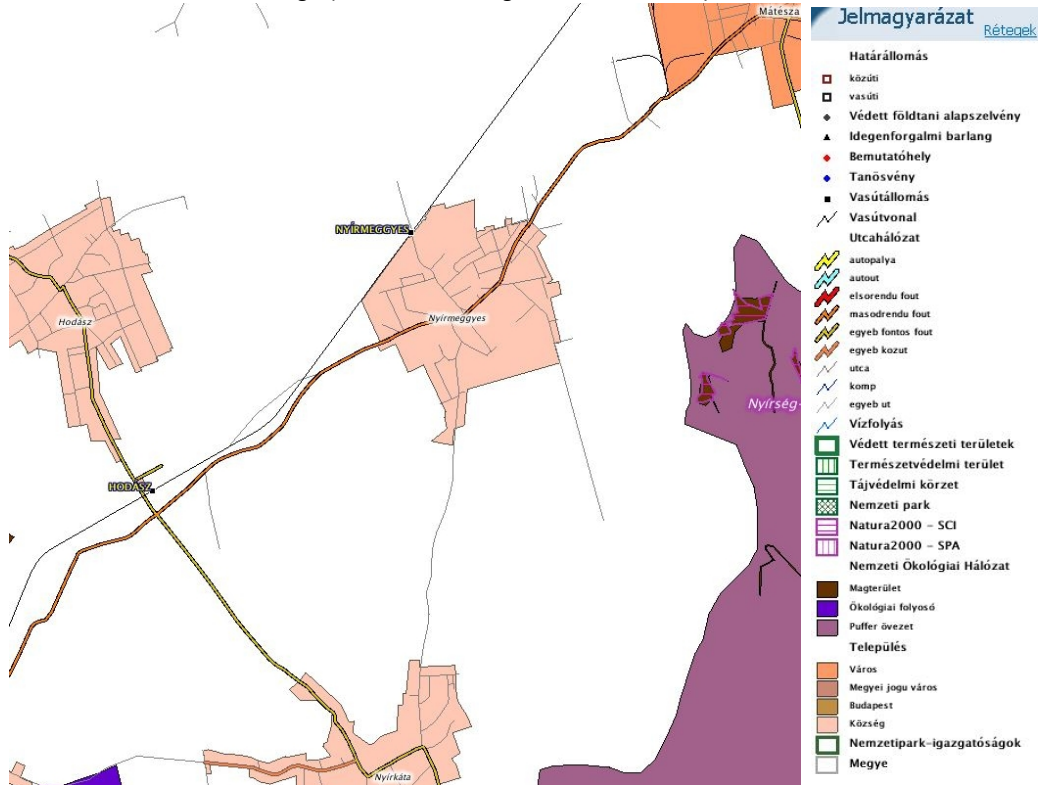 Mátésza
NYÍRMEGGYES
Hodász
Nyírmeggyes
Nyírség-
HODÁSZ
Nyírkáta
Jelmagyarázat
Rétegek
Határállomás
közúti
vasúti
Védett földtani alapszelvény
Idegenforgalmi barlang
Bemutatóhely
Tanösvény
Vasútállomás
Vasútvonal
Utcahálózat
autopalya
autout
elsorendu fout
masodrendu fout
egyeb fontos fout
egyeb kozut
utca
komp
egyeb ut
Vízfolyás
Védett természeti területek
Természetvédelmi terület
Tájvédelmi körzet
Nemzeti park
Natura2000 - SCI
Natura2000 - SPA
Nemzeti Ökológiai Hálózat
Magterület
Ökológiai folyosó
Puffer övezet
Település
Város
Megyei jogu város
Budapest
Község
Nemzetipark-igazgatóságok
Megye